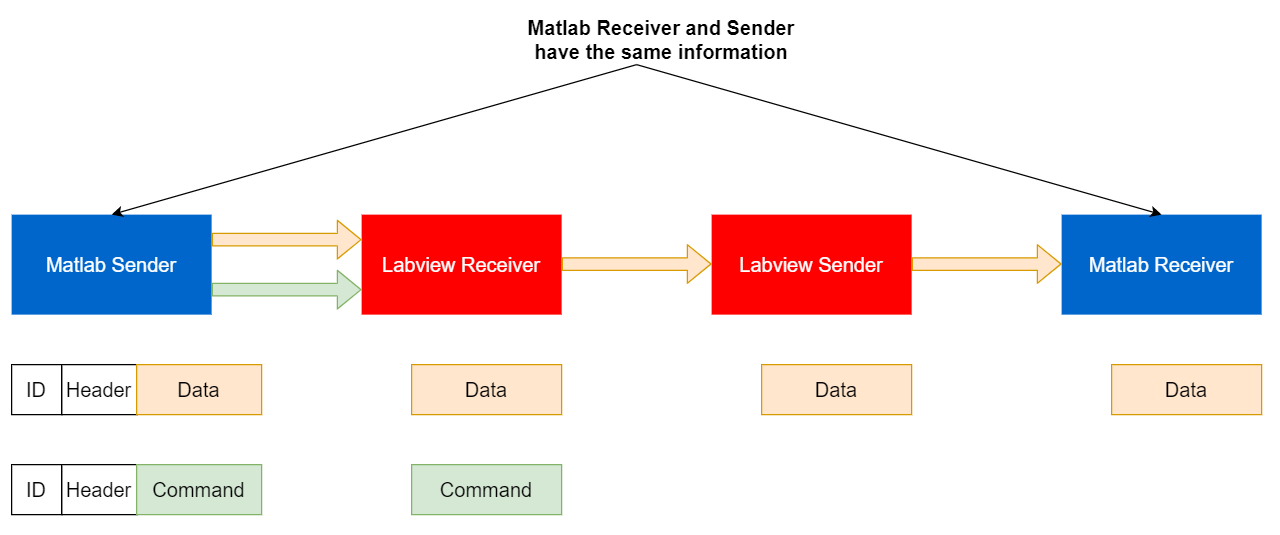 Matlab Receiver and Sender
have the same information
Matlab Sender
Labview Receiver
Labview Sender
Matlab Receiver
ID Header Data
Data
Data
Data
ID Header Command
Command